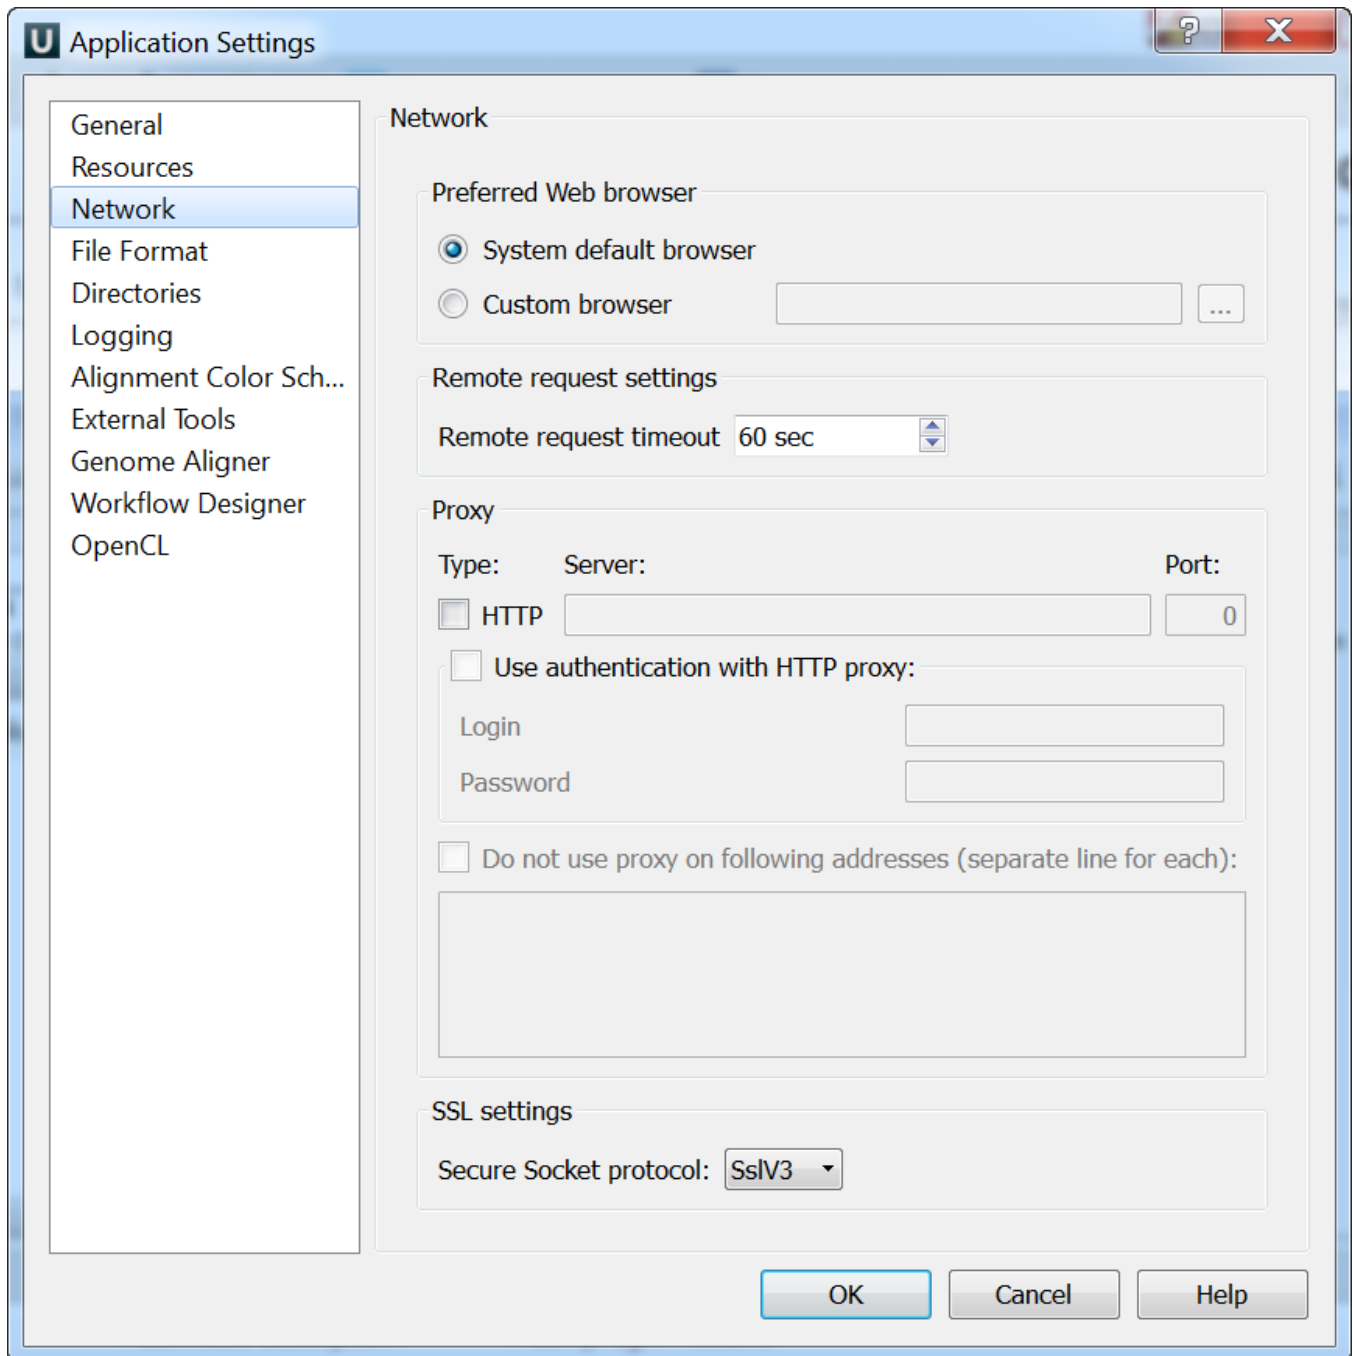 U Application Settings
General
Resources
Network
File Format
Directories
Logging
Alignment Color Sch...
External Tools
Genome Aligner
Workflow Designer
OpenCL
Network
Preferred Web browser
System default browser
Custom browser
...
Remote request settings
Remote request timeout 60 sec
Proxy
Type: Server: Port:
HTTP 0
Use authentication with HTTP proxy:
Login
Password
Do not use proxy on following addresses (separate line for each):
SSL settings
Secure Socket protocol: SslV3
OK Cancel Help